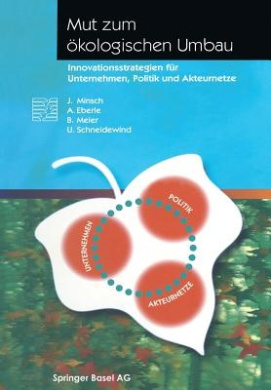 Mut zum
ökologischen Umbau
Innovationsstrategien für
Unternehmen, Politik und Akteurnetze
J. Minsch
A. Eberle
B. Meier
U. Schneidewind
UNTERNEHMEN
POLITIK
AKTEURNETZE
Springer Basel AG